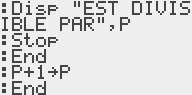 :Disp "EST DIVIS
IBLE PAR",P
:Stop
:End
:P+1→P
:End